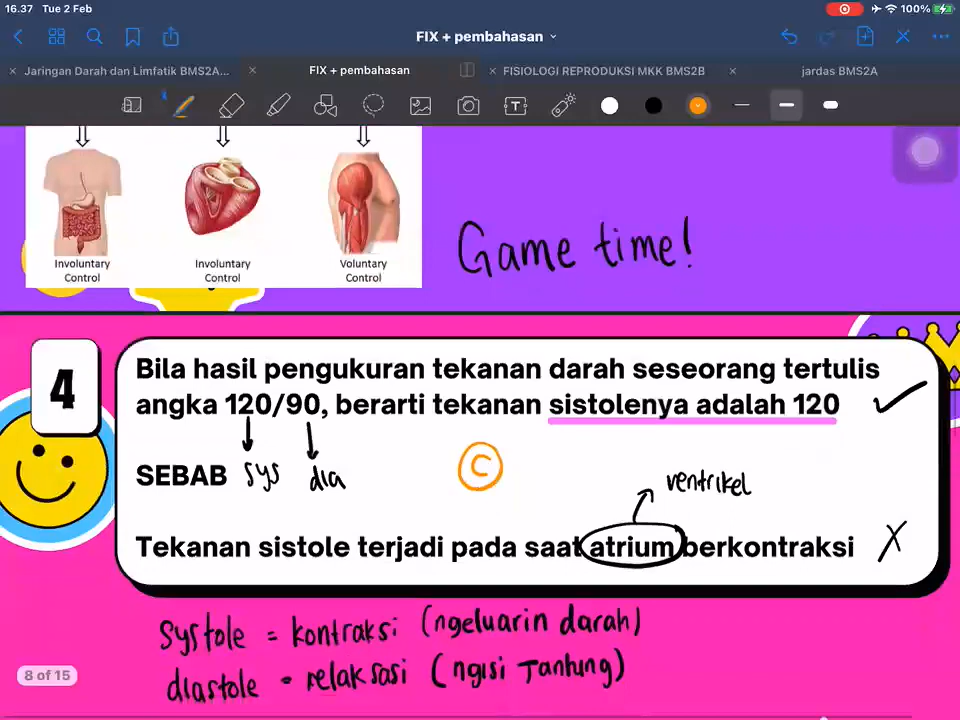 16.37 Tue 2 Feb
100%
FIX + pembahasan
Jaringan Darah dan Limfatik BMS2A...
FIX + pembahasan
FISIOLOGI REPRODUKSI MKK BMS2B
jardas BMS2A
T
Involuntary
Control
Involuntary
Control
Voluntary
Control
Game time!
4
Bila hasil pengukuran tekanan darah seseorang tertulis
angka 120/90, berarti tekanan sistolenya adalah 120
SEBAB
sys
dia
C
ventrikel
Tekanan sistole terjadi pada saat atrium berkontraksi
systole = kontraksi (ngeluarin darah)
diastole = relaksasi (ngisi Jantung)
8 of 15